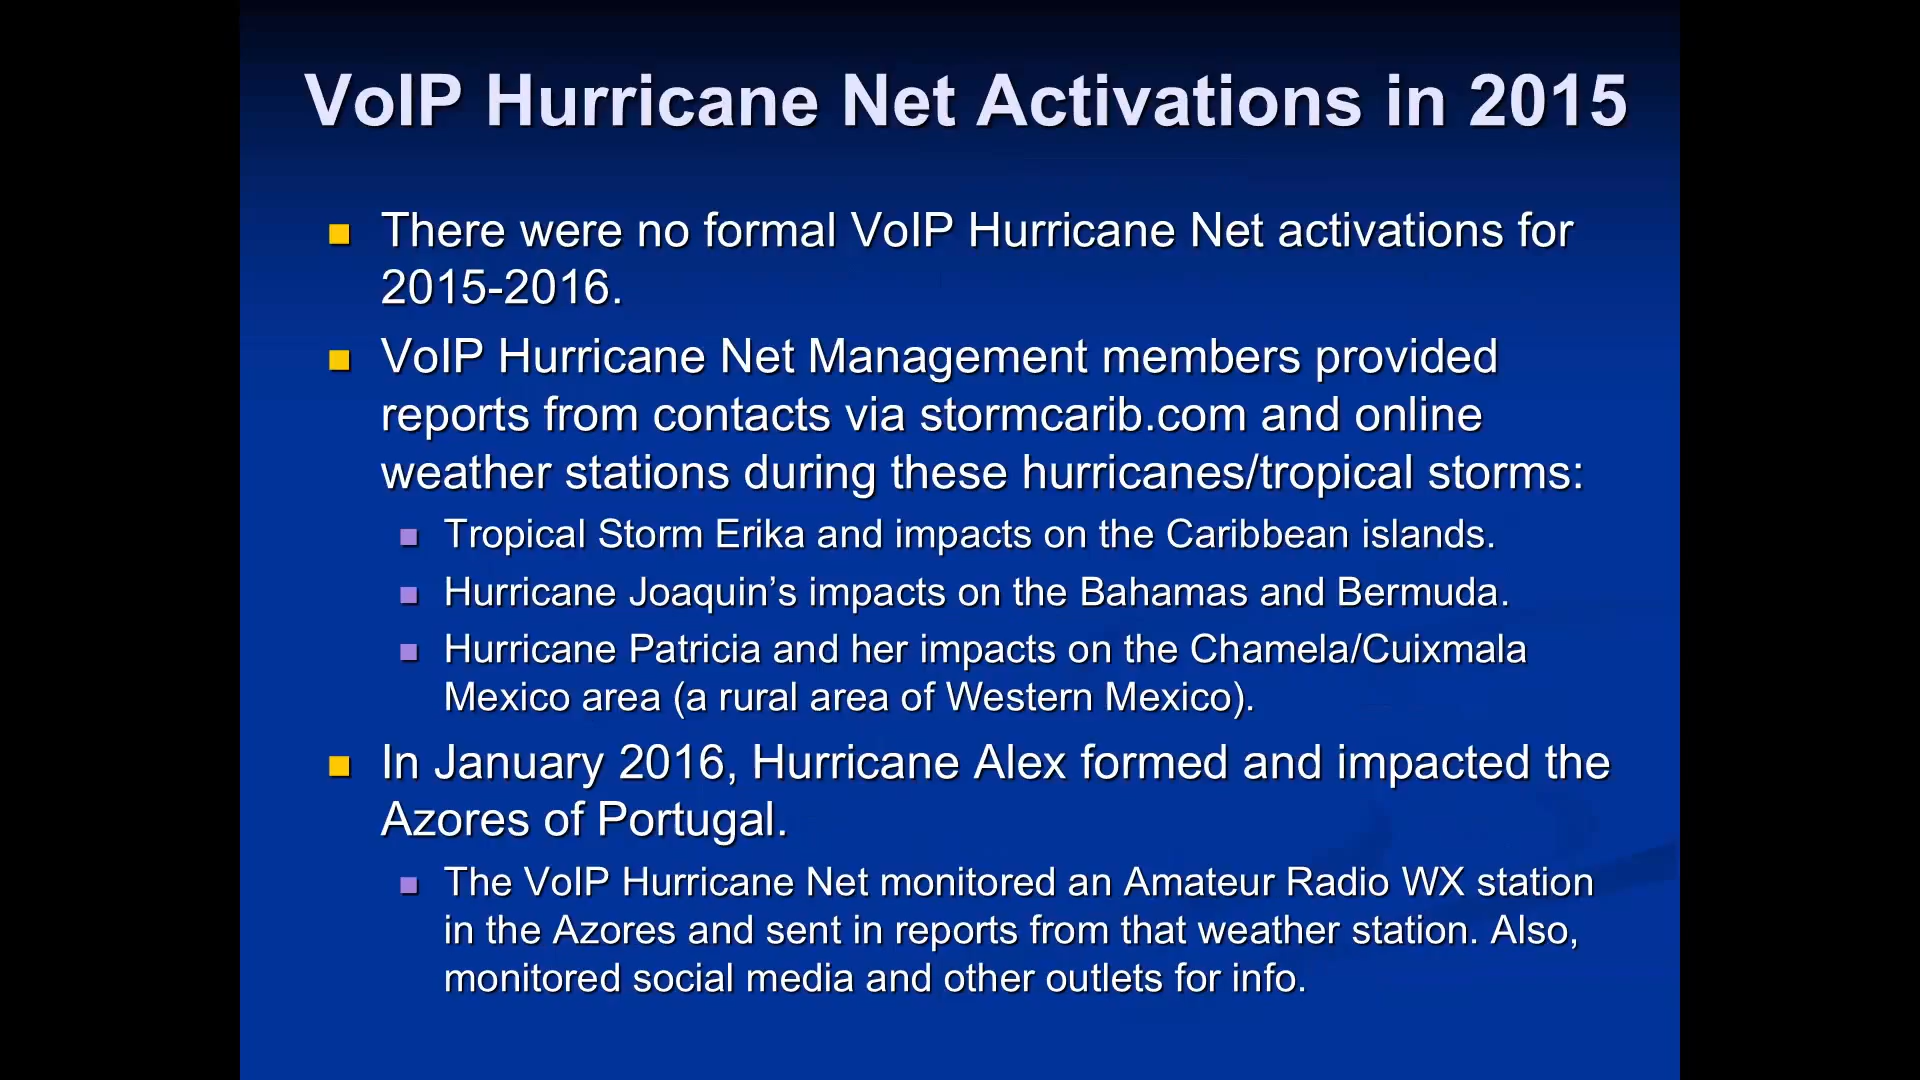 VoIP Hurricane Net Activations in 2015
There were no formal VoIP Hurricane Net activations for
2015-2016.
VoIP Hurricane Net Management members provided
reports from contacts via stormcarib.com and online
weather stations during these hurricanes/tropical storms:
Tropical Storm Erika and impacts on the Caribbean islands.
Hurricane Joaquin’s impacts on the Bahamas and Bermuda.
Hurricane Patricia and her impacts on the Chamela/Cuixmala
Mexico area (a rural area of Western Mexico).
In January 2016, Hurricane Alex formed and impacted the
Azores of Portugal.
The VoIP Hurricane Net monitored an Amateur Radio WX station
in the Azores and sent in reports from that weather station. Also,
monitored social media and other outlets for info.